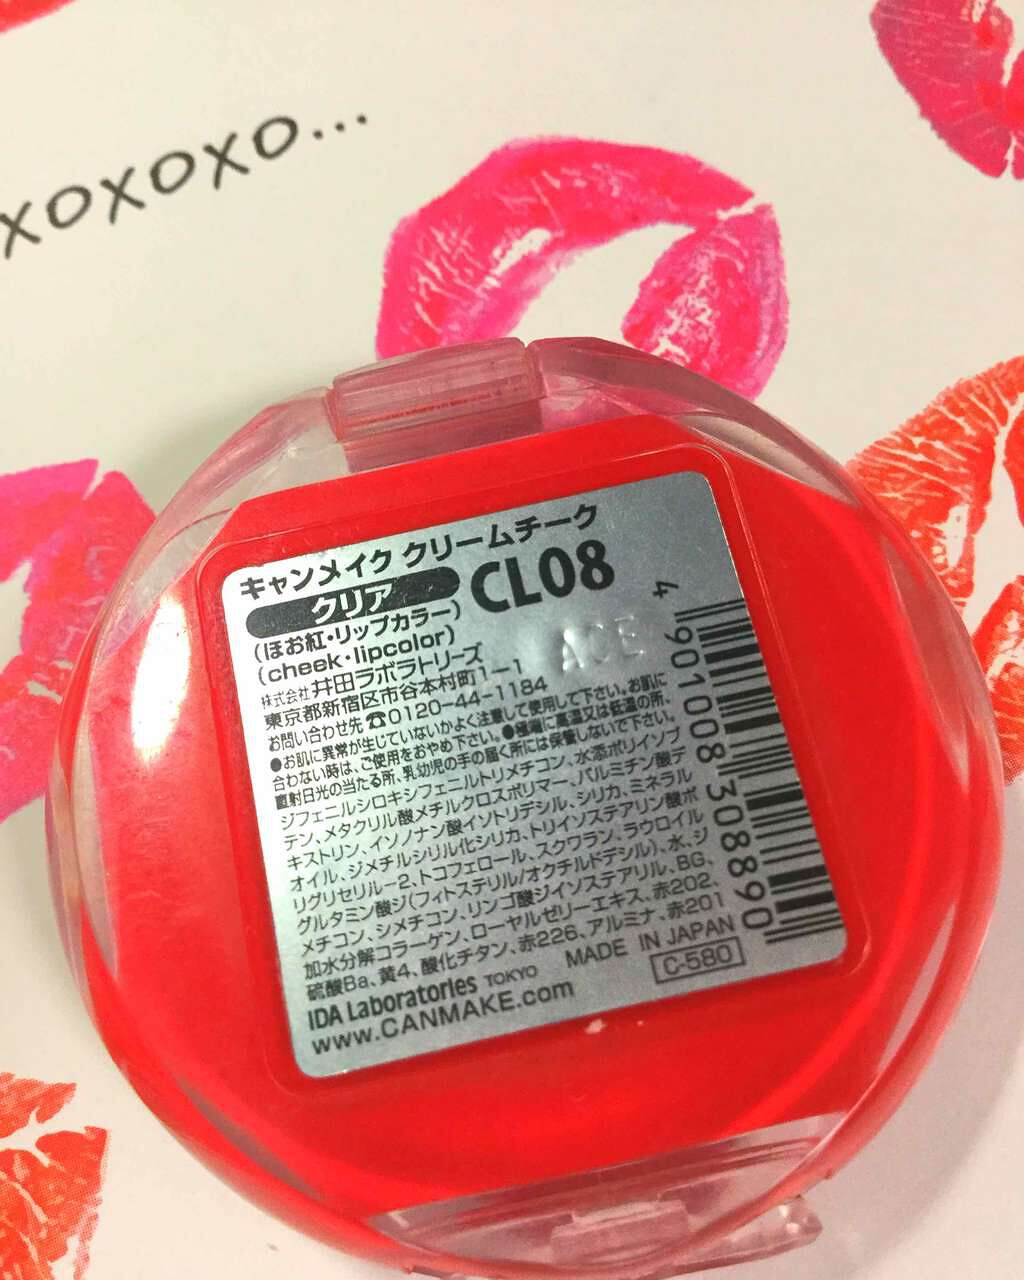 xoxoxo...
キャンメイク クリームチーク
クリア
CL08
(ほお紅・リップカラー)
(cheek・lipcolor)
ACE
株式会社 井田ラボラトリーズ
東京都新宿区市谷本村町1-1
お問い合わせ先 ☎0120-44-1184
●お肌に異常が生じていないかよく注意して使用して下さい。お肌に
合わない時は、ご使用をおやめ下さい。●極端に高温又は低温の所、
直射日光の当たる所、乳幼児の手の届く所には保管しないで下さい。
ジフェニルシロキシフェニルトリメチコン、水添ポリイソブ
テン、メタクリル酸メチルクロスポリマー、パルミチン酸デ
キストリン、イソノナン酸イソトリデシル、シリカ、ミネラル
オイル、ジメチルシリル化シリカ、トリイソステアリン酸ポ
リグリセリル-2、トコフェロール、スクワラン、ラウロイル
グルタミン酸ジ(フィトステリル/オクチルドデシル)、水、ジ
メチコン、シメチコン、リンゴ酸ジイソステアリル、BG、
加水分解コラーゲン、ローヤルゼリーエキス、赤202、
硫酸Ba、黄4、酸化チタン、赤226、アルミナ、赤201
IDA Laboratories TOKYO MADE IN JAPAN
www.CANMAKE.com C-580
4 901008 308890